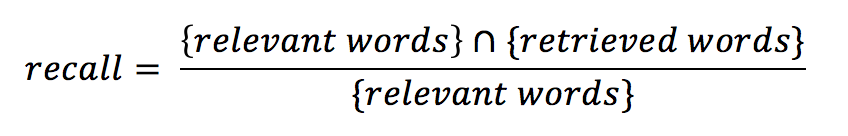 recall = {relevant words} ∩ {retrieved words}
{relevant words}